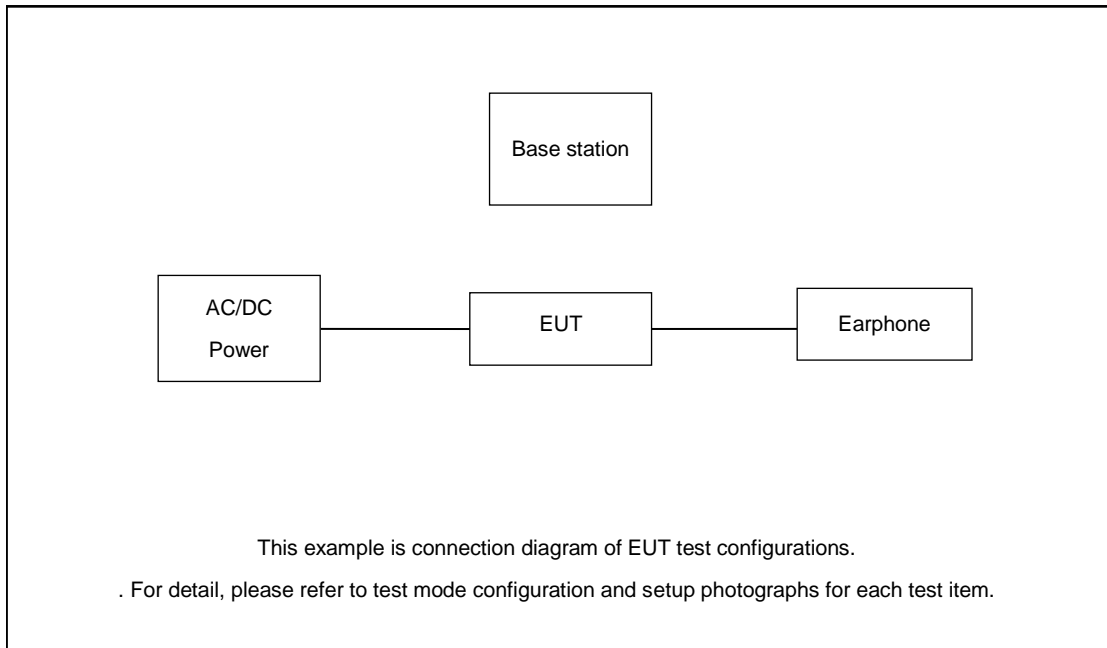 Base station
AC/DC
Power
EUT
Earphone
This example is connection diagram of EUT test configurations.
. For detail, please refer to test mode configuration and setup photographs for each test item.